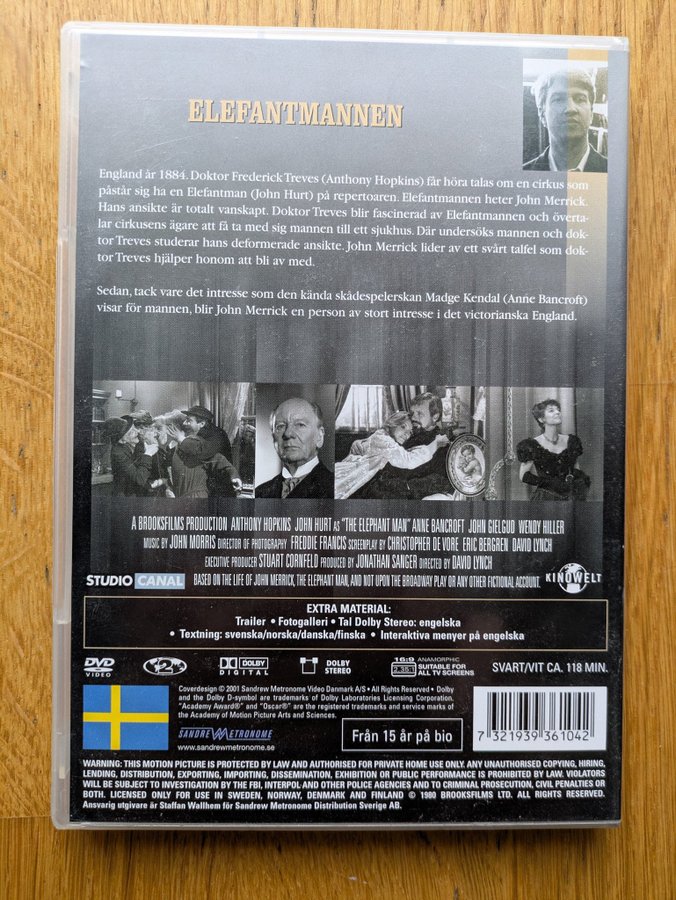 ELEFANTMANNEN
England år 1884. Doktor Frederick Treves (Anthony Hopkins) får höra talas om en cirkus som
påstår sig ha en Elefantman (John Hurt) på repertoaren. Elefantmannen heter John Merrick.
Hans ansikte är totalt vanskapt. Doktor Treves blir fascinerad av Elefantmannen och överta-
lar cirkusens ägare att få ta med sig mannen till ett sjukhus. Där undersöks mannen och dok-
tor Treves studerar hans deformerade ansikte. John Merrick lider av ett svårt talfel som dok-
tor Treves hjälper honom att bli av med.
Sedan, tack vare det intresse som den kända skådespelerskan Madge Kendal (Anne Bancroft)
visar för mannen, blir John Merrick en person av stort intresse i det victorianska England.
A BROOKSFILMS PRODUCTION ANTHONY HOPKINS JOHN HURT AS "THE ELEPHANT MAN" ANNE BANCROFT JOHN GIELGUD WENDY HILLER
MUSIC BY JOHN MORRIS DIRECTOR OF PHOTOGRAPHY FREDDIE FRANCIS SCREENPLAY BY CHRISTOPHER DE VORE ERIC BERGREN DAVID LYNCH
EXECUTIVE PRODUCER STUART CORNFELD PRODUCED BY JONATHAN SANGER DIRECTED BY DAVID LYNCH
STUDIO CANAL BASED ON THE LIFE OF JOHN MERRICK, THE ELEPHANT MAN, AND NOT UPON THE BROADWAY PLAY OR ANY OTHER FICTIONAL ACCOUNT. KINOWELT
EXTRA MATERIAL:
Trailer • Fotogalleri • Tal Dolby Stereo: engelska
• Textning: svenska/norska/danska/finska • Interaktiva menyer på engelska
DVD VIDEO 2 DOLBY DIGITAL DOLBY STEREO 16:9 2.35:1 ANAMORPHIC SUITABLE FOR ALL TV SCREENS SVART/VIT CA. 118 MIN.
Coverdesign © 2001 Sandrew Metronome Video Danmark A/S • All Rights Reserved • Dolby
and the Dolby D-symbol are trademarks of Dolby Laboratories Licensing Corporation.
"Academy Award®" and "Oscar®" are the registered trademarks and service marks of
the Academy of Motion Picture Arts and Sciences.
SANDREW METRONOME
www.sandrewmetronome.se
Från 15 år på bio
7 321939 361042
WARNING: THIS MOTION PICTURE IS PROTECTED BY LAW AND AUTHORISED FOR PRIVATE HOME USE ONLY. ANY UNAUTHORISED COPYING, HIRING,
LENDING, DISTRIBUTION, EXPORTING, IMPORTING, DISSEMINATION, EXHIBITION OR PUBLIC PERFORMANCE IS PROHIBITED BY LAW. VIOLATORS
WILL BE SUBJECT TO INVESTIGATION BY THE FBI, INTERPOL AND OTHER POLICE AGENCIES AND TO CRIMINAL PROSECUTION, CIVIL PENALTIES OR
BOTH. LICENSED ONLY FOR USE IN SWEDEN, NORWAY, DENMARK AND FINLAND © 1980 BROOKSFILMS LTD. ALL RIGHTS RESERVED.
Ansvarig utgivare är Staffan Wallhem för Sandrew Metronome Distribution Sverige AB.